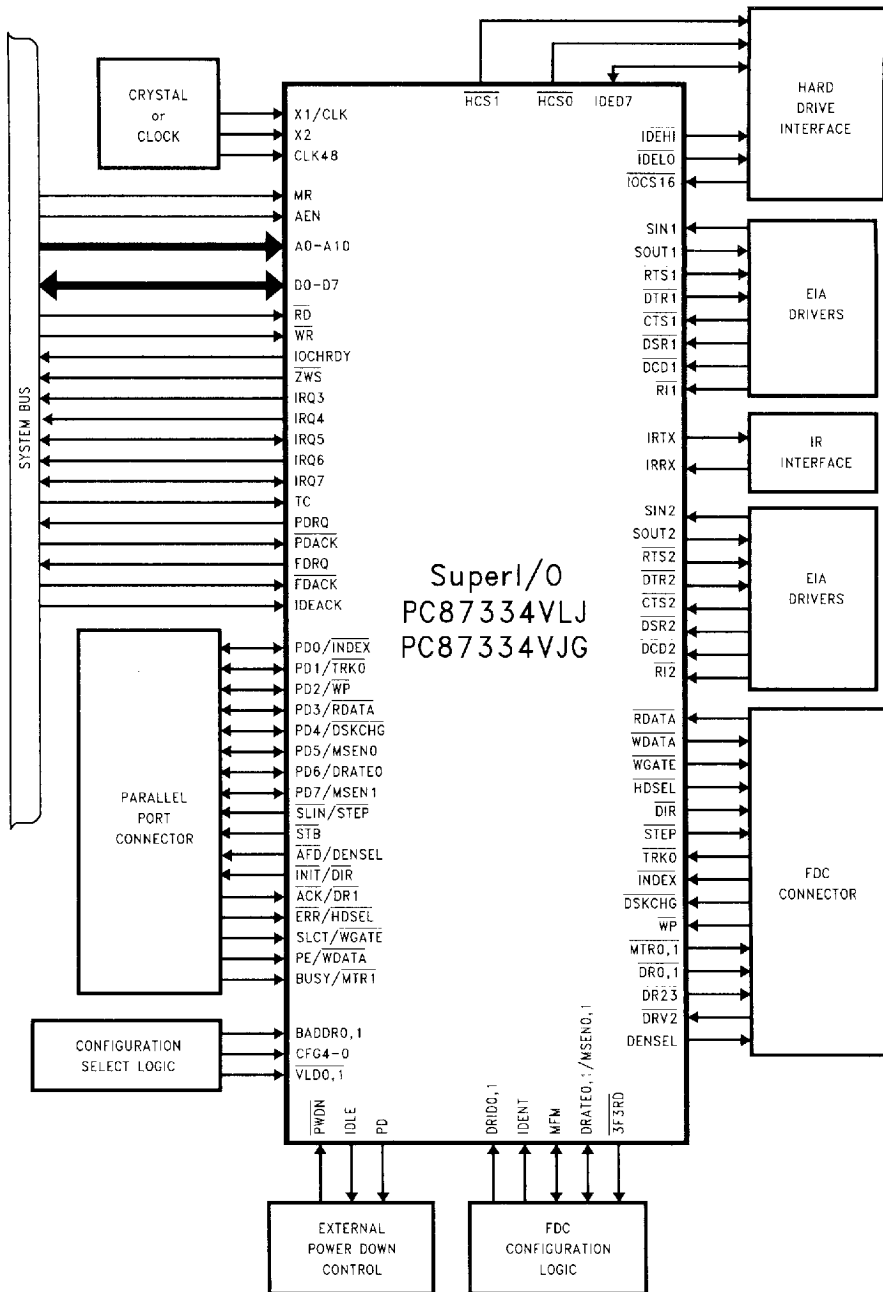 CRYSTAL
or
CLOCK
SYSTEM BUS
X1/CLK
X2
CLK48
MR
AEN
A0-A10
D0-D7
RD
WR
IOCHRDY
ZWS
IRQ3
IRQ4
IRQ5
IRQ6
IRQ7
TC
PDRQ
PDACK
FDRQ
FDACK
IDEACK
PARALLEL
PORT
CONNECTOR
PD0/INDEX
PD1/TRK0
PD2/WP
PD3/RDATA
PD4/DSKCHG
PD5/MSEN0
PD6/DRATE0
PD7/MSEN1
SLIN/STEP
STB
AFD/DENSEL
INIT/DIR
ACK/DR1
ERR/HDSEL
SLCT/WGATE
PE/WDATA
BUSY/MTR1
CONFIGURATION
SELECT LOGIC
BADDR0,1
CFG4-0
VLD0,1
SuperI/O
PC87334VLJ
PC87334VJG
HCS1
HCS0
IDED7
IDEHI
IDELO
IOCS16
HARD
DRIVE
INTERFACE
SIN1
SOUT1
RTS1
DTR1
CTS1
DSR1
DCD1
RI1
EIA
DRIVERS
IRTX
IRRX
IR
INTERFACE
SIN2
SOUT2
RTS2
DTR2
CTS2
DSR2
DCD2
RI2
EIA
DRIVERS
RDATA
WDATA
WGATE
HDSEL
DIR
STEP
TRK0
INDEX
DSKCHG
WP
MTR0,1
DR0,1
DR23
DRV2
DENSEL
FDC
CONNECTOR
PWDN
IDLE
PD
DRID0,1
IDENT
MFM
DRATE0,1/MSEN0,1
3F3RD
EXTERNAL
POWER DOWN
CONTROL
FDC
CONFIGURATION
LOGIC